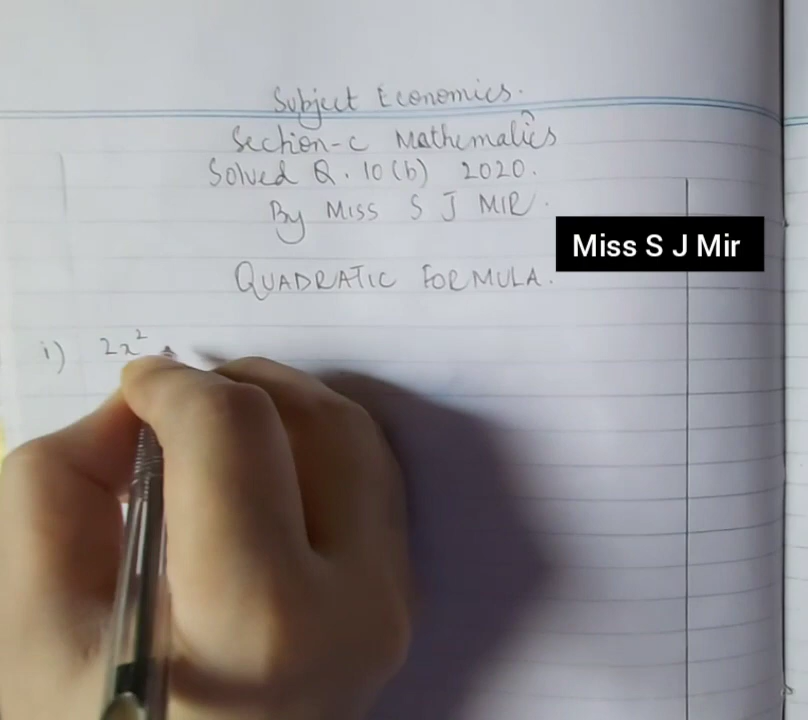 Subject Economics.
Section-c Mathematics
Solved Q. 10(b) 2020.
By Miss S J MIR.
Miss S J Mir
QUADRATIC FORMULA.
i) 2x²